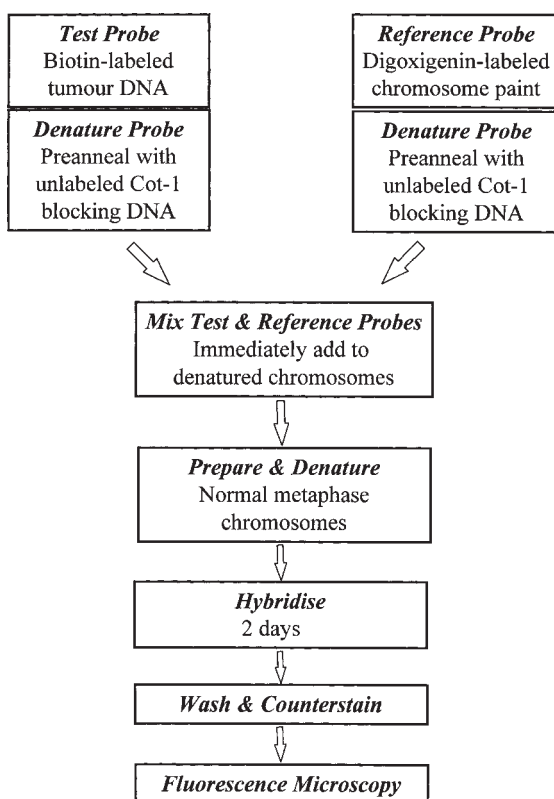 Test Probe
Biotin-labeled
tumour DNA
Denature Probe
Preanneal with
unlabeled Cot-1
blocking DNA
Reference Probe
Digoxigenin-labeled
chromosome paint
Denature Probe
Preanneal with
unlabeled Cot-1
blocking DNA
Mix Test & Reference Probes
Immediately add to
denatured chromosomes
Prepare & Denature
Normal metaphase
chromosomes
Hybridise
2 days
Wash & Counterstain
Fluorescence Microscopy